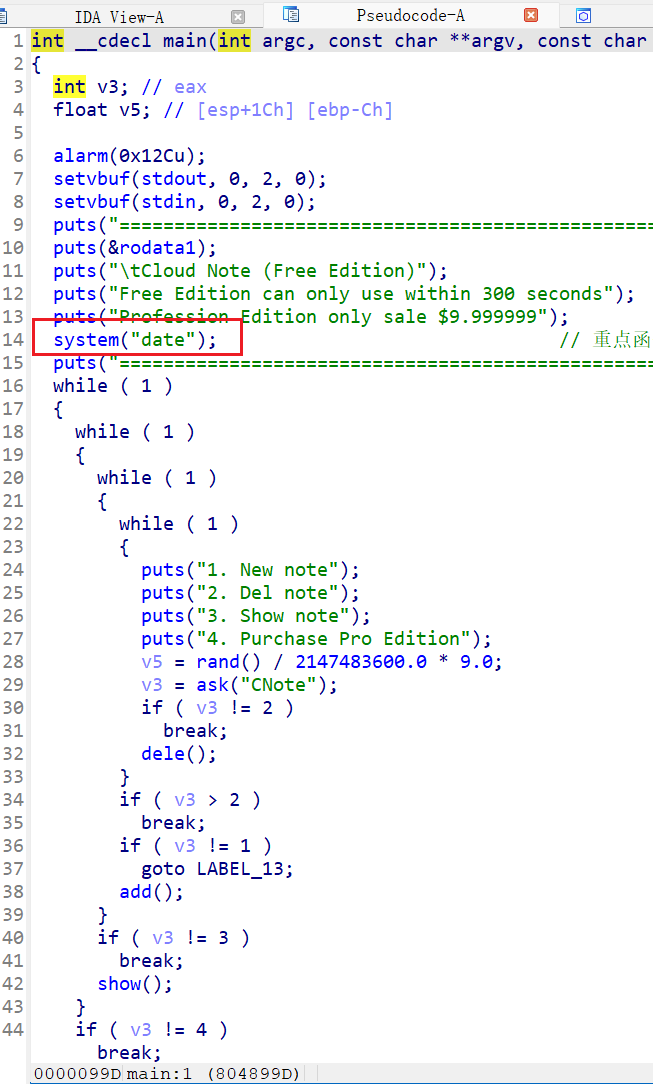 IDA View-A Pseudocode-A
1 int __cdecl main(int argc, const char **argv, const char
2 {
3 int v3; // eax
4 float v5; // [esp+1Ch] [ebp-Ch]
5
6 alarm(0x12Cu);
7 setvbuf(stdout, 0, 2, 0);
8 setvbuf(stdin, 0, 2, 0);
9 puts("=================================================
10 puts(&rodata1);
11 puts("\tCloud Note (Free Edition)");
12 puts("Free Edition can only use within 300 seconds");
13 puts("Profession Edition only sale $9.999999");
14 system("date"); // 重点函
15 puts("=================================================
16 while ( 1 )
17 {
18 while ( 1 )
19 {
20 while ( 1 )
21 {
22 while ( 1 )
23 {
24 puts("1. New note");
25 puts("2. Del note");
26 puts("3. Show note");
27 puts("4. Purchase Pro Edition");
28 v5 = rand() / 2147483600.0 * 9.0;
29 v3 = ask("CNote");
30 if ( v3 != 2 )
31 break;
32 dele();
33 }
34 if ( v3 > 2 )
35 break;
36 if ( v3 != 1 )
37 goto LABEL_13;
38 add();
39 }
40 if ( v3 != 3 )
41 break;
42 show();
43 }
44 if ( v3 != 4 )
break;
0000099D main:1 (804899D)